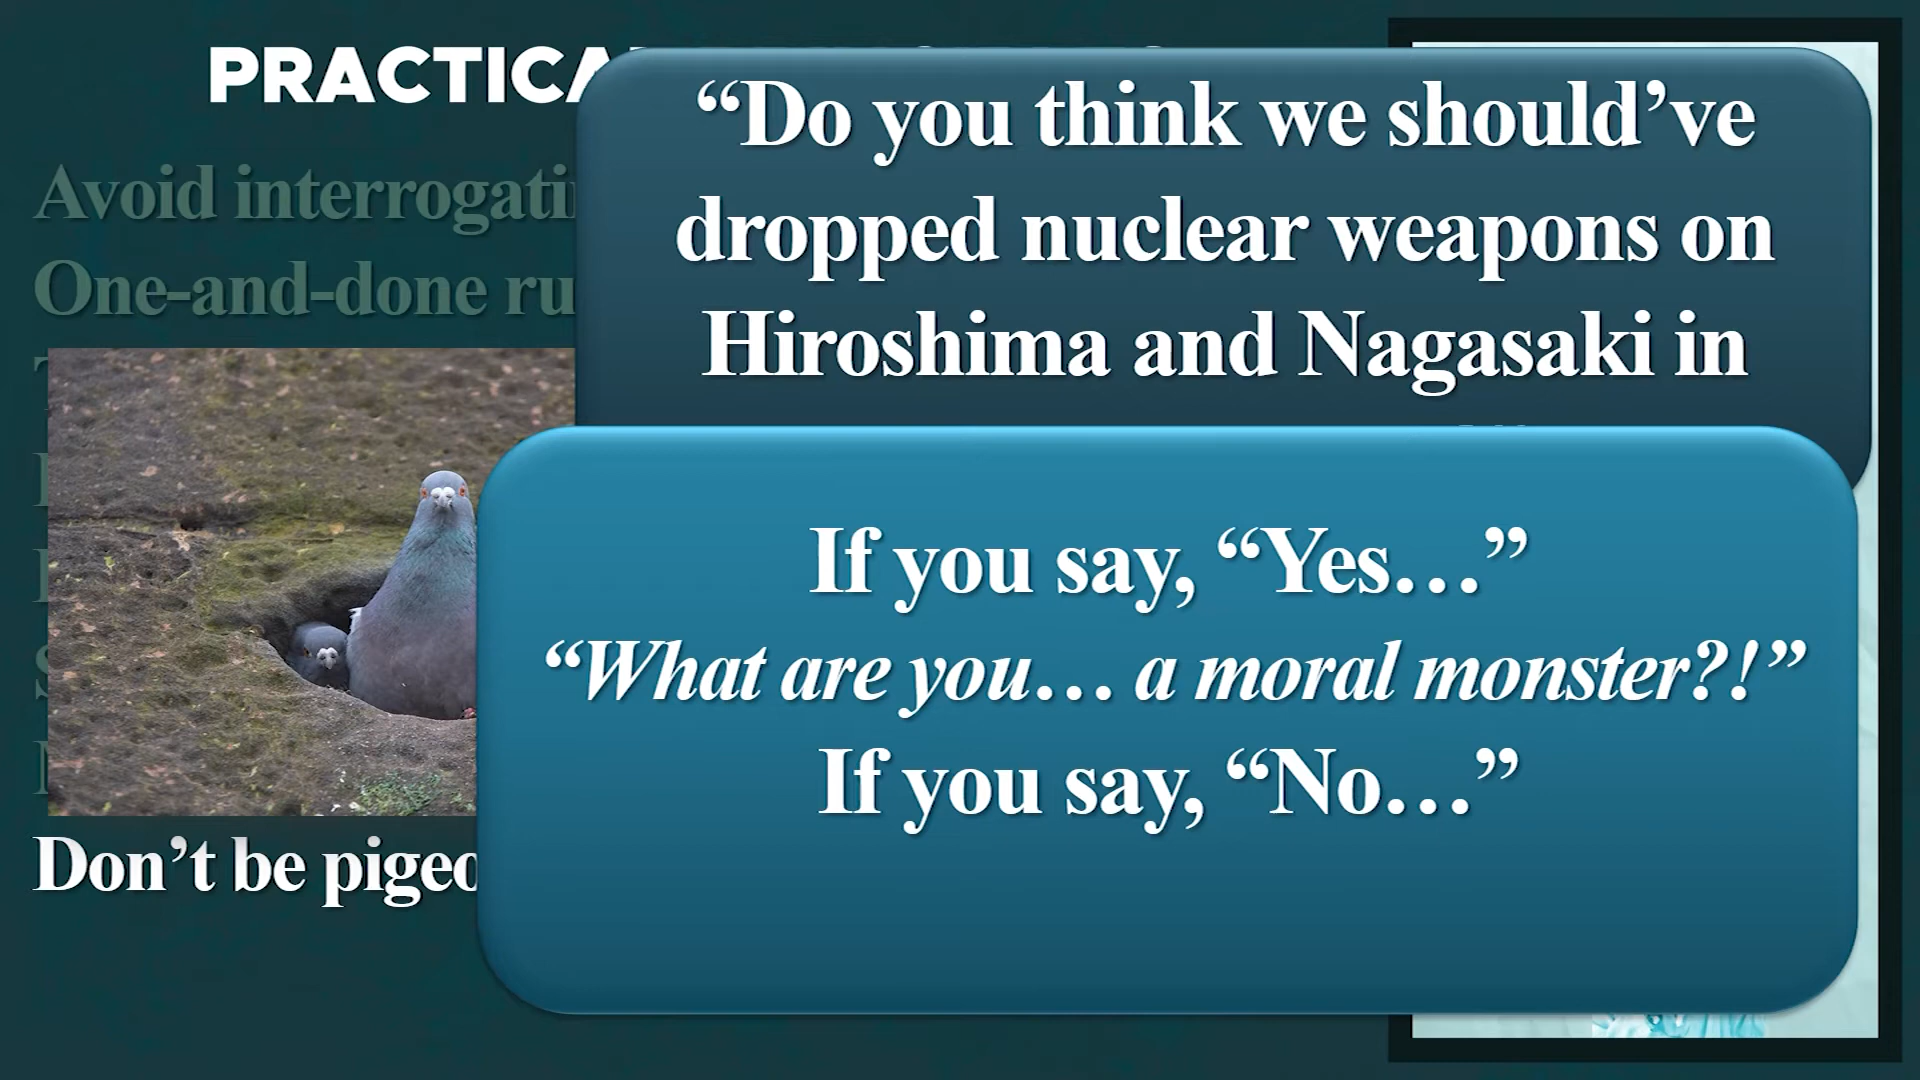 PRACTICA
Avoid interrogati
One-and-done ru
Don’t be pigeo
“Do you think we should’ve
dropped nuclear weapons on
Hiroshima and Nagasaki in
If you say, “Yes…”
“What are you… a moral monster?!”
If you say, “No…”